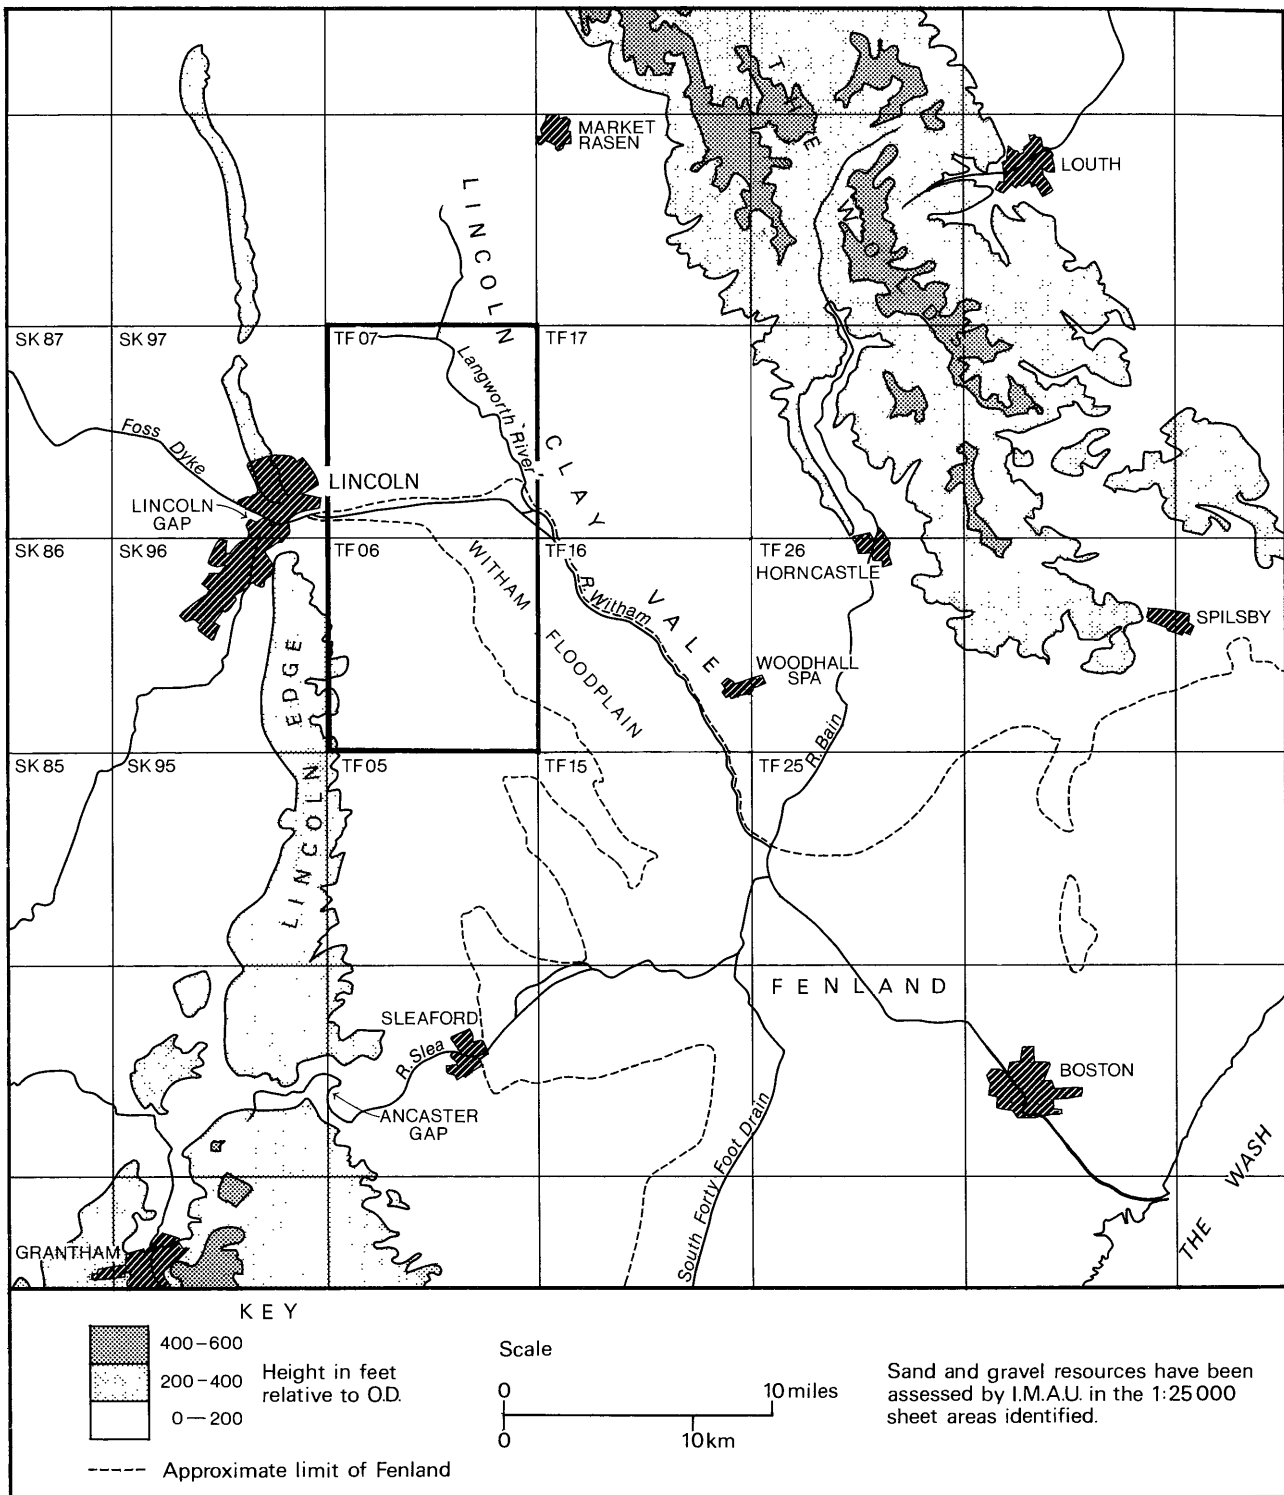 MARKET
RASEN
LOUTH
THE
WOLDS
LINCOLN
CLAY
VALE
SK 87
SK 97
TF 07
TF 17
Langworth River
Foss Dyke
LINCOLN
LINCOLN
GAP
SK 86
SK 96
TF 06
TF 16
TF 26
HORNCASTLE
WITHAM
FLOODPLAIN
R. Witham
SPILSBY
LINCOLN EDGE
WOODHALL
SPA
R. Bain
SK 85
SK 95
TF 05
TF 15
TF 25
FENLAND
SLEAFORD
R. Slea
BOSTON
ANCASTER
GAP
South Forty Foot Drain
THE WASH
GRANTHAM
KEY
400–600
200–400
0–200
Height in feet
relative to O.D.
Approximate limit of Fenland
Scale
0 10 miles
0 10 km
Sand and gravel resources have been
assessed by I.M.A.U. in the 1:25 000
sheet areas identified.